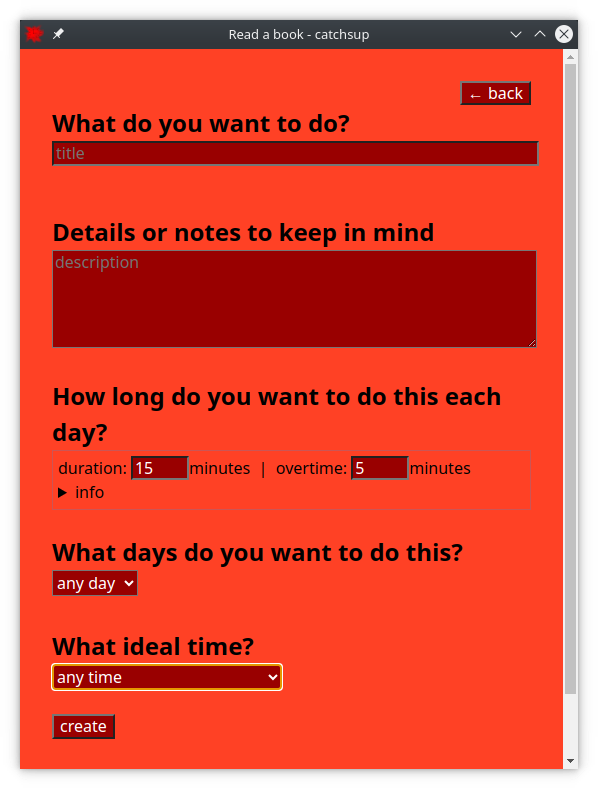 Read a book - catchsup
← back
What do you want to do?
title
Details or notes to keep in mind
description
How long do you want to do this each
day?
duration: 15 minutes | overtime: 5 minutes
▶ info
What days do you want to do this?
any day
What ideal time?
any time
create